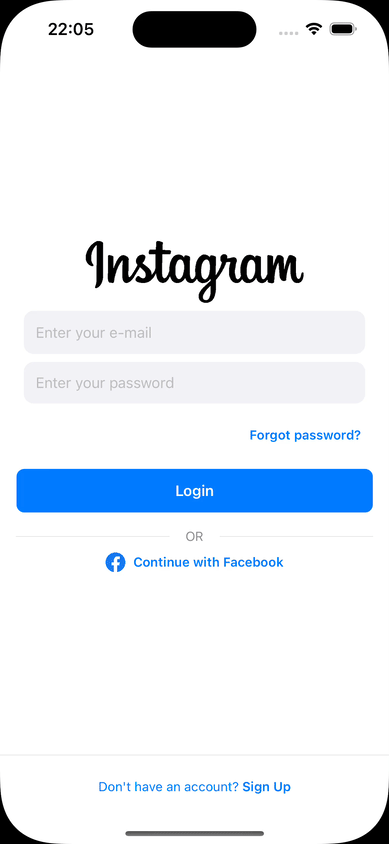 22:05
Instagram
Enter your e-mail
Enter your password
Forgot password?
Login
OR
Continue with Facebook
Don't have an account? Sign Up